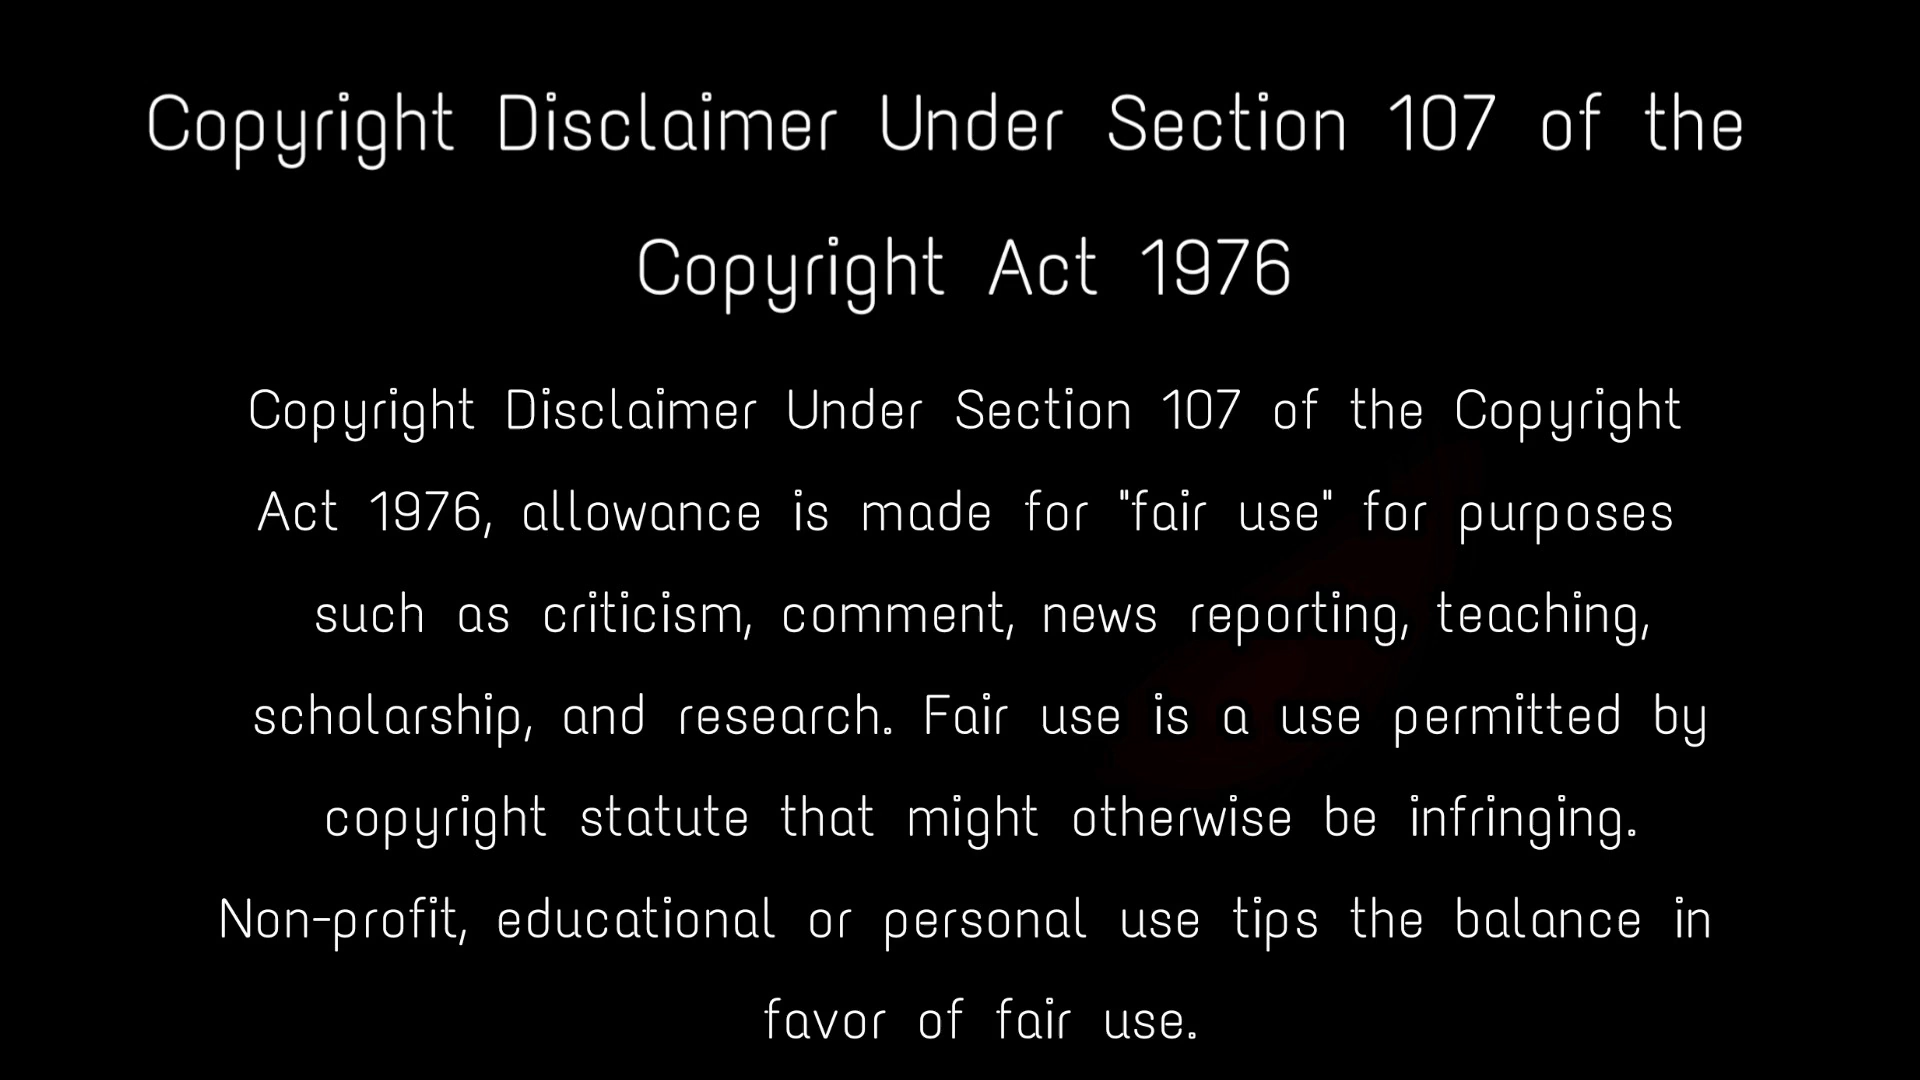 Copyright Disclaimer Under Section 107 of the
Copyright Act 1976
Copyright Disclaimer Under Section 107 of the Copyright
Act 1976, allowance is made for "fair use" for purposes
such as criticism, comment, news reporting, teaching,
scholarship, and research. Fair use is a use permitted by
copyright statute that might otherwise be infringing.
Non-profit, educational or personal use tips the balance in
favor of fair use.